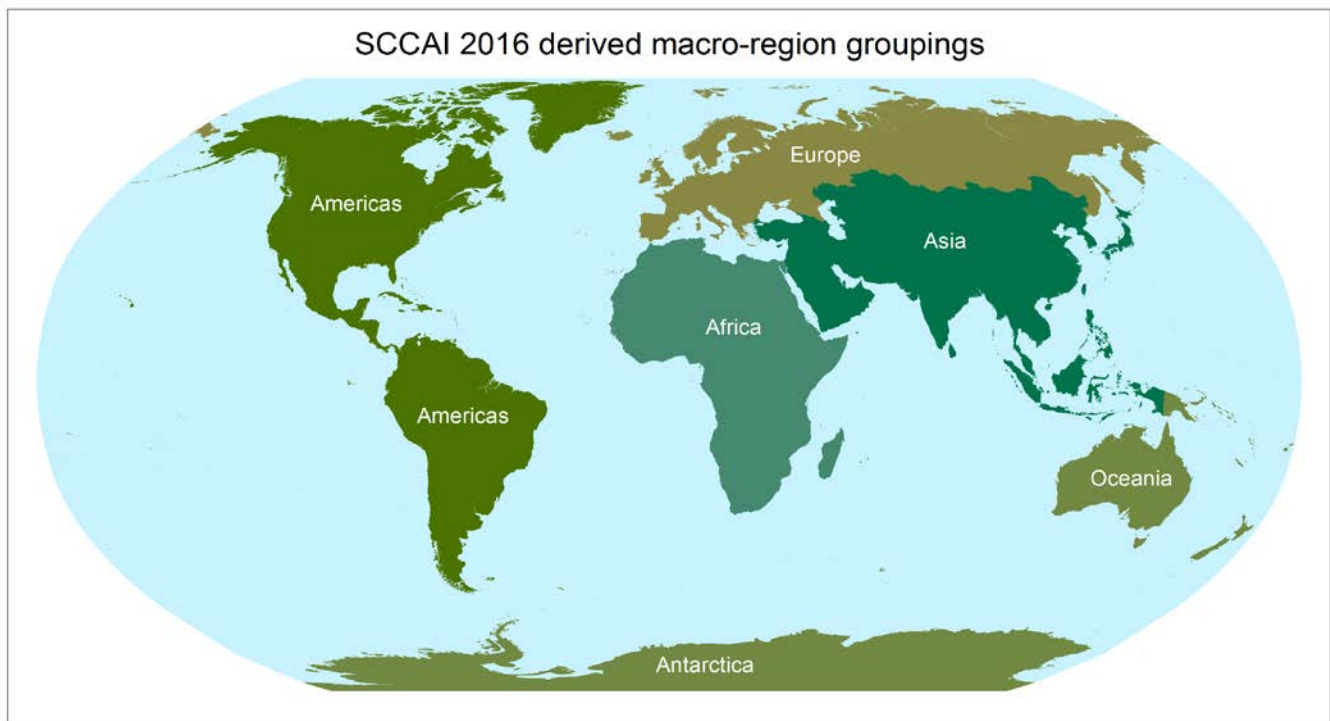 SCCAI 2016 derived macro-region groupings
Europe
Americas
Asia
Africa
Americas
Oceania
Antarctica